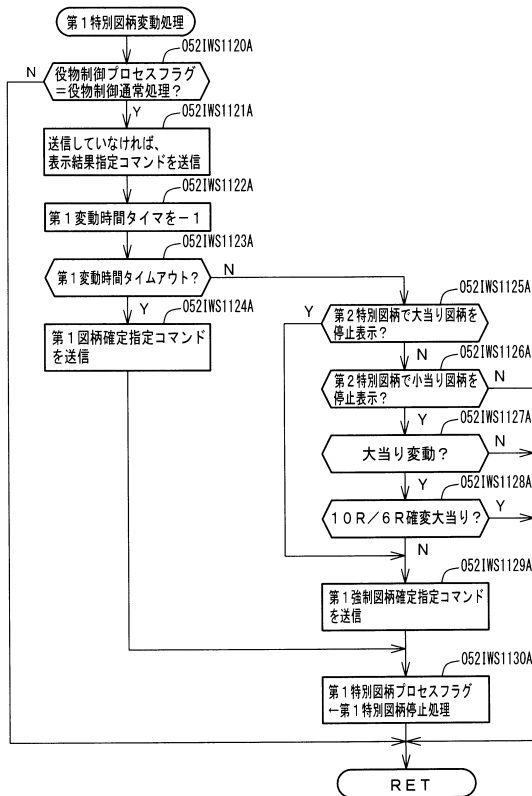 第1特別図柄変動処理
052IWS1120A
N
役物制御プロセスフラグ
＝役物制御通常処理？
Y
052IWS1121A
送信していなければ、
表示結果指定コマンドを送信
052IWS1122A
第1変動時間タイマを－1
052IWS1123A
第1変動時間タイムアウト？
N
Y
052IWS1124A
第1図柄確定指定コマンド
を送信
052IWS1125A
Y
第2特別図柄で大当り図柄を
停止表示？
N
052IWS1126A
第2特別図柄で小当り図柄を
停止表示？
N
Y
052IWS1127A
大当り変動？
N
Y
052IWS1128A
10R／6R確変大当り？
Y
N
052IWS1129A
第1強制図柄確定指定コマンド
を送信
052IWS1130A
第1特別図柄プロセスフラグ
←第1特別図柄停止処理
RET